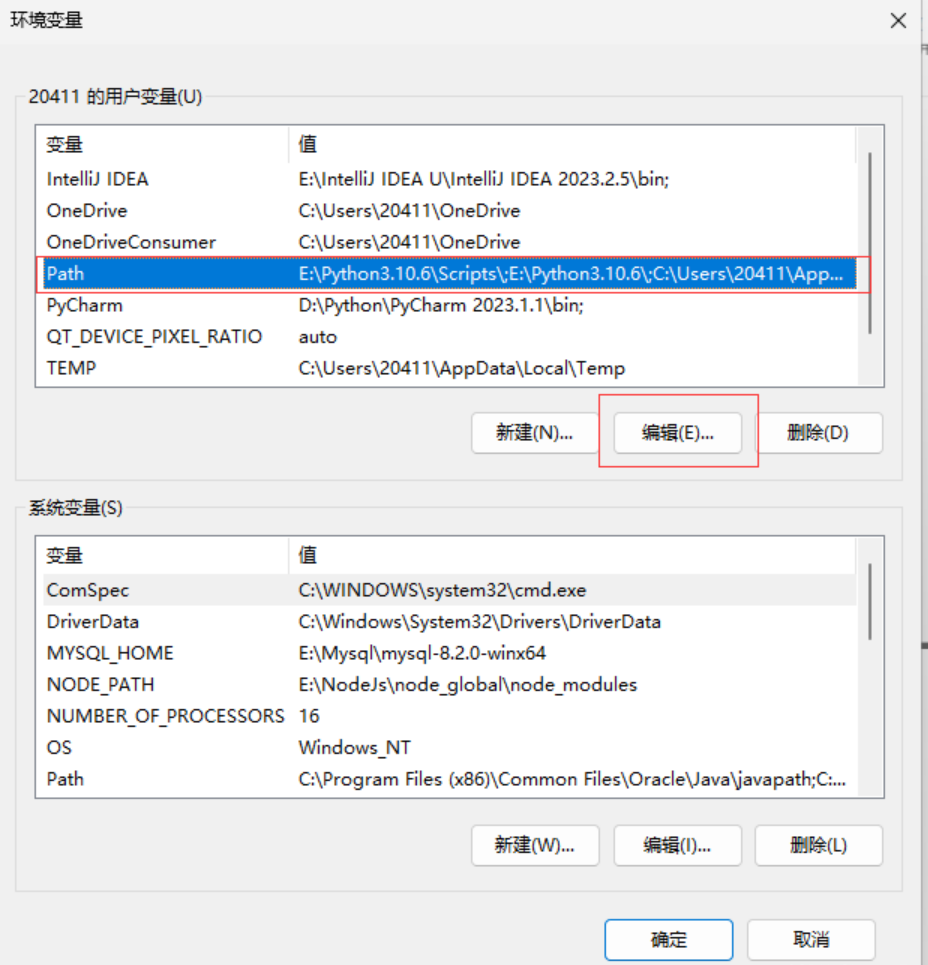 环境变量
20411 的用户变量(U)
变量 值
IntelliJ IDEA E:\IntelliJ IDEA U\IntelliJ IDEA 2023.2.5\bin;
OneDrive C:\Users\20411\OneDrive
OneDriveConsumer C:\Users\20411\OneDrive
Path E:\Python3.10.6\Scripts\;E:\Python3.10.6\;C:\Users\20411\App...
PyCharm D:\Python\PyCharm 2023.1.1\bin;
QT_DEVICE_PIXEL_RATIO auto
TEMP C:\Users\20411\AppData\Local\Temp
新建(N)... 编辑(E)... 删除(D)
系统变量(S)
变量 值
ComSpec C:\WINDOWS\system32\cmd.exe
DriverData C:\Windows\System32\Drivers\DriverData
MYSQL_HOME E:\Mysql\mysql-8.2.0-winx64
NODE_PATH E:\NodeJs\node_global\node_modules
NUMBER_OF_PROCESSORS 16
OS Windows_NT
Path C:\Program Files (x86)\Common Files\Oracle\Java\javapath;C:...
新建(W)... 编辑(I)... 删除(L)
确定 取消